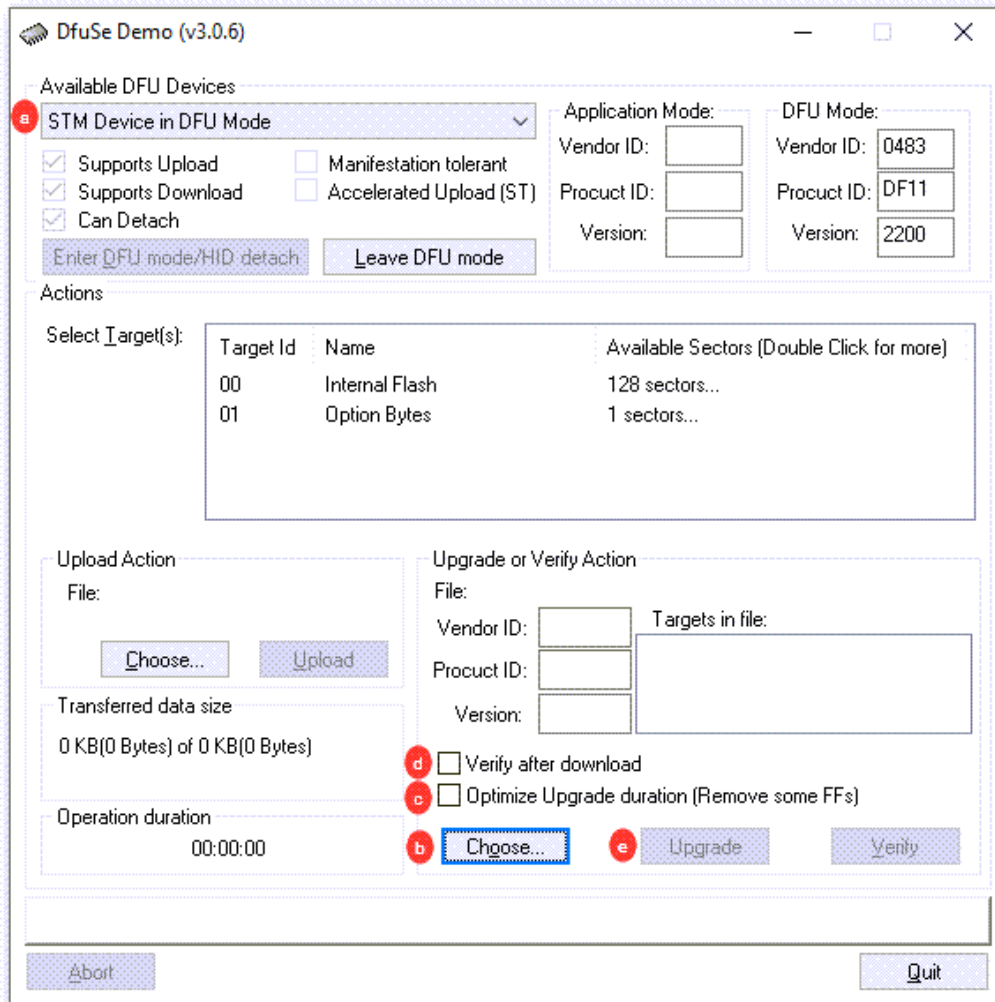 DfuSe Demo (v3.0.6)
Available DFU Devices
a
STM Device in DFU Mode
Supports Upload
Manifestation tolerant
Supports Download
Accelerated Upload (ST)
Can Detach
Enter DFU mode/HID detach
Leave DFU mode
Application Mode:
Vendor ID:
Procuct ID:
Version:
DFU Mode:
Vendor ID: 0483
Procuct ID: DF11
Version: 2200
Actions
Select Target(s):
Target Id Name Available Sectors (Double Click for more)
00 Internal Flash 128 sectors...
01 Option Bytes 1 sectors...
Upload Action
File:
Choose... Upload
Transferred data size
0 KB(0 Bytes) of 0 KB(0 Bytes)
Operation duration
00:00:00
Upgrade or Verify Action
File:
Vendor ID:
Procuct ID:
Version:
Targets in file:
d Verify after download
c Optimize Upgrade duration (Remove some FFs)
b Choose... e Upgrade Verify
Abort Quit